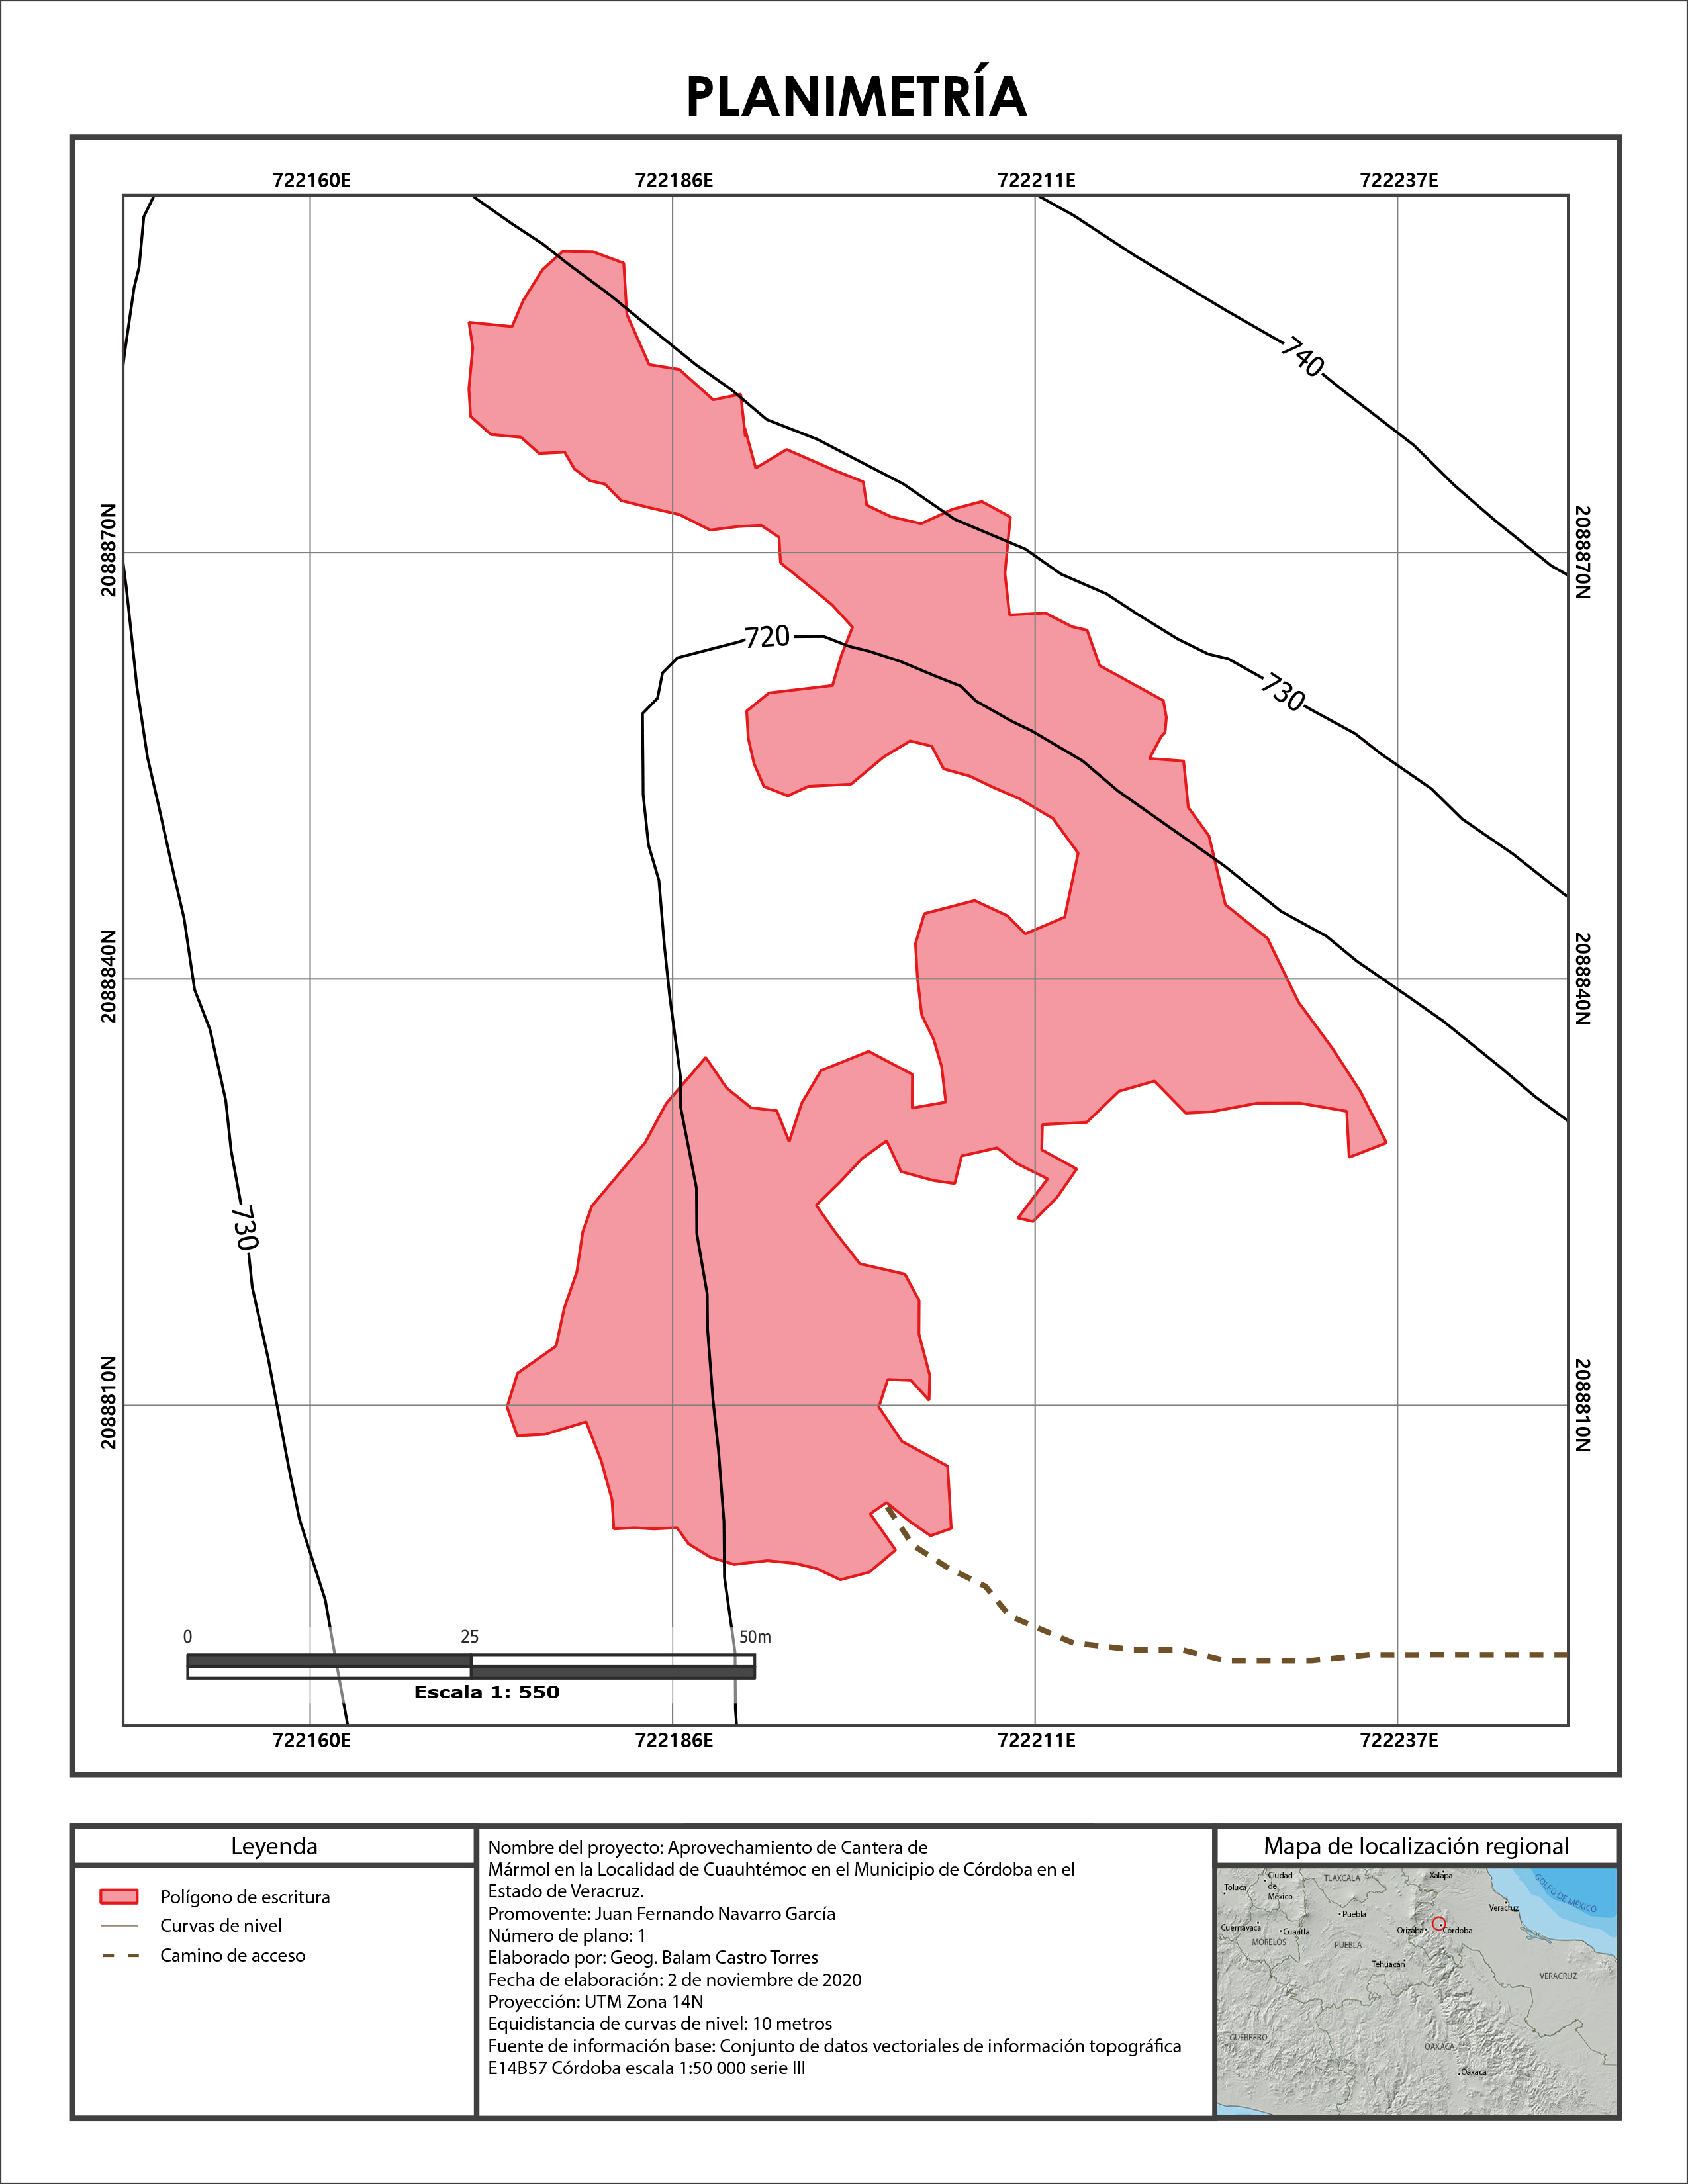 PLANIMETRÍA
722160E 722186E 722211E 722237E
740
2088870N 2088870N
720
730
2088840N 2088840N
730
2088810N 2088810N
0 25 50m
Escala 1: 550
722160E 722186E 722211E 722237E
Leyenda
Polígono de escritura
Curvas de nivel
Camino de acceso
Nombre del proyecto: Aprovechamiento de Cantera de
Mármol en la Localidad de Cuauhtémoc en el Municipio de Córdoba en el
Estado de Veracruz.
Promovente: Juan Fernando Navarro García
Número de plano: 1
Elaborado por: Geog. Balam Castro Torres
Fecha de elaboración: 2 de noviembre de 2020
Proyección: UTM Zona 14N
Equidistancia de curvas de nivel: 10 metros
Fuente de información base: Conjunto de datos vectoriales de información topográfica
E14B57 Córdoba escala 1:50 000 serie III
Mapa de localización regional
Ciudad
de
México
TLAXCALA
Xalapa
Toluca
GOLFO DE MÉXICO
Puebla
Veracruz
Cuernavaca
Cuautla
Orizaba
Córdoba
MORELOS
PUEBLA
Tehuacán
VERACRUZ
GUERRERO
OAXACA
Oaxaca